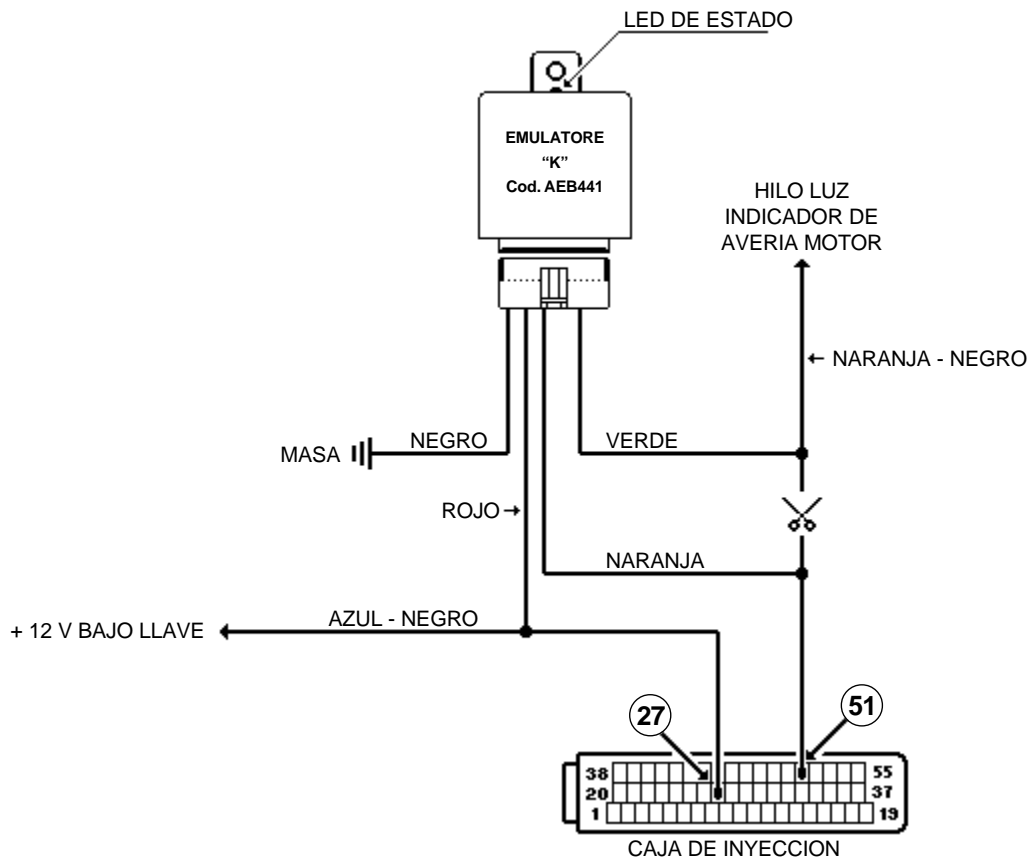 LED DE ESTADO
EMULATORE
“K”
Cod. AEB441
HILO LUZ
INDICADOR DE
AVERIA MOTOR
NARANJA - NEGRO
MASA
NEGRO
VERDE
ROJO
NARANJA
+ 12 V BAJO LLAVE
AZUL - NEGRO
27
51
38
55
20
37
1
19
CAJA DE INYECCION